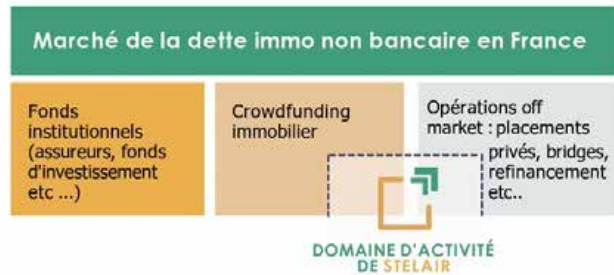 Marché de la dette immo non bancaire en France
Fonds
institutionnels
(assureurs, fonds
d'investissement
etc ...)
Crowdfunding
immobilier
Opérations off
market : placements
privés, bridges,
refinancement
etc..
DOMAINE D'ACTIVITÉ
DE STELAIR